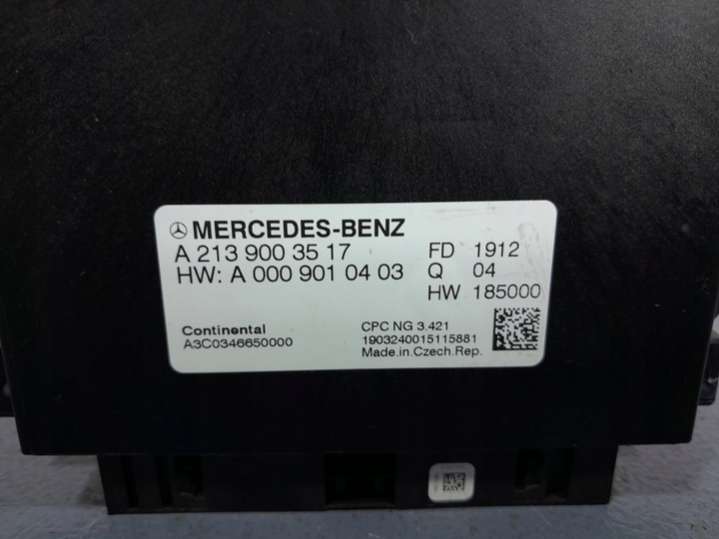 MERCEDES-BENZ
A 213 900 35 17 FD 1912
HW: A 000 901 04 03 Q 04
HW 185000
Continental CPC NG 3.421
A3C0346650000 1903240015115881
Made.in.Czech.Rep.